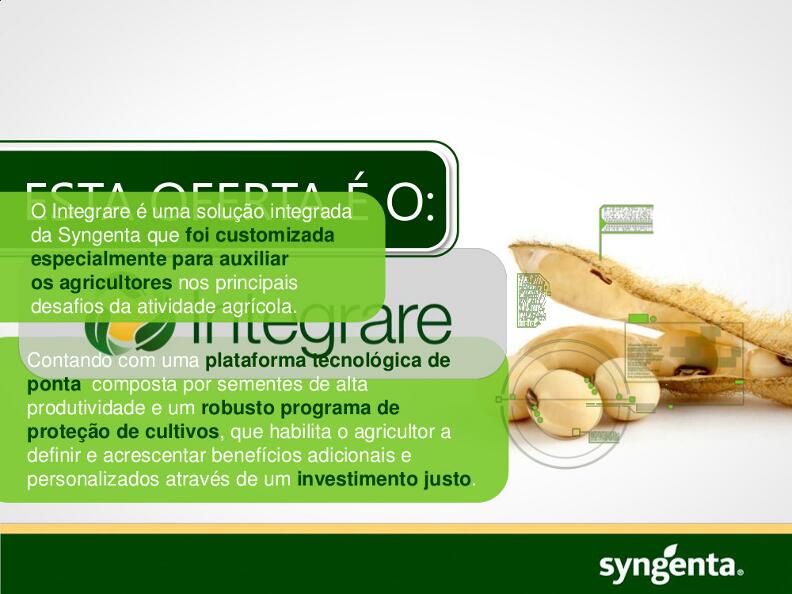 ESTA OFERTA É O:
O Integrare é uma solução integrada
da Syngenta que foi customizada
especialmente para auxiliar
os agricultores nos principais
desafios da atividade agrícola.
Integrare
Contando com uma plataforma tecnológica de
ponta composta por sementes de alta
produtividade e um robusto programa de
proteção de cultivos, que habilita o agricultor a
definir e acrescentar benefícios adicionais e
personalizados através de um investimento justo.
syngenta®